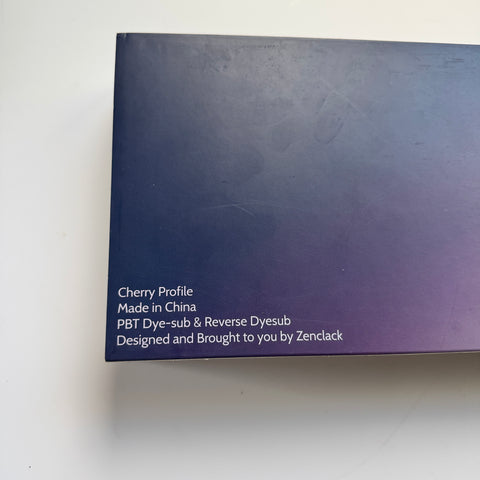 Cherry Profile
Made in China
PBT Dye-sub & Reverse Dyesub
Designed and Brought to you by Zenclack